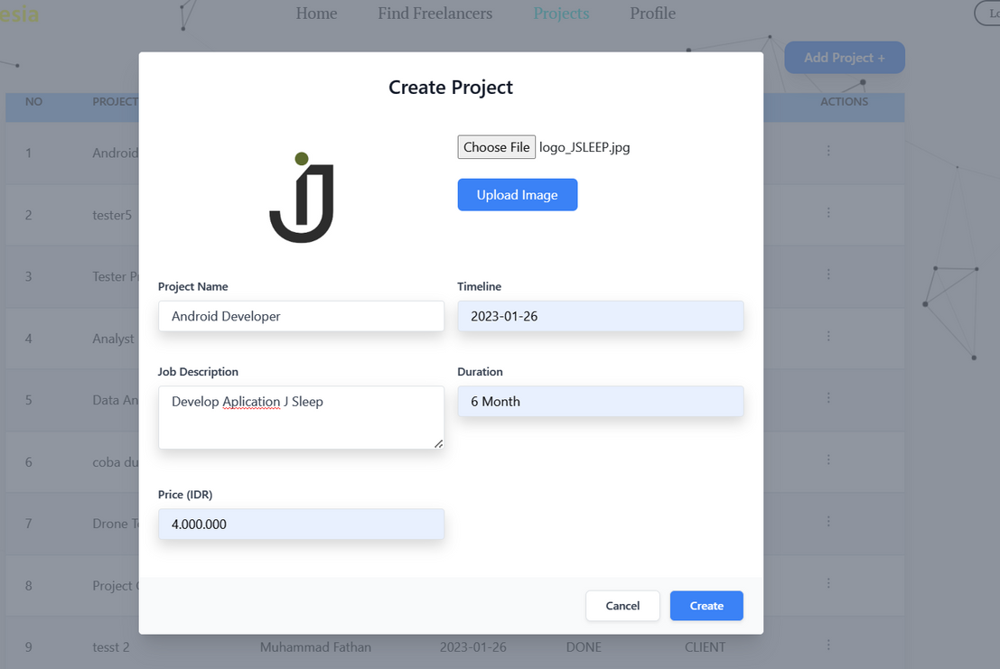 esia
Home Find Freelancers Projects Profile
Add Project +
Create Project
NO PROJECT ACTIONS
Choose File logo_JSLEEP.jpg
1 Android
Upload Image
2 tester5
3 Tester
Project Name Timeline
Android Developer 2023-01-26
4 Analyst
Job Description Duration
5 Data
Develop Aplication J Sleep 6 Month
6 coba
Price (IDR)
7 Drone
4.000.000
8 Project
Cancel Create
9 tesst 2 Muhammad Fathan 2023-01-26 DONE CLIENT